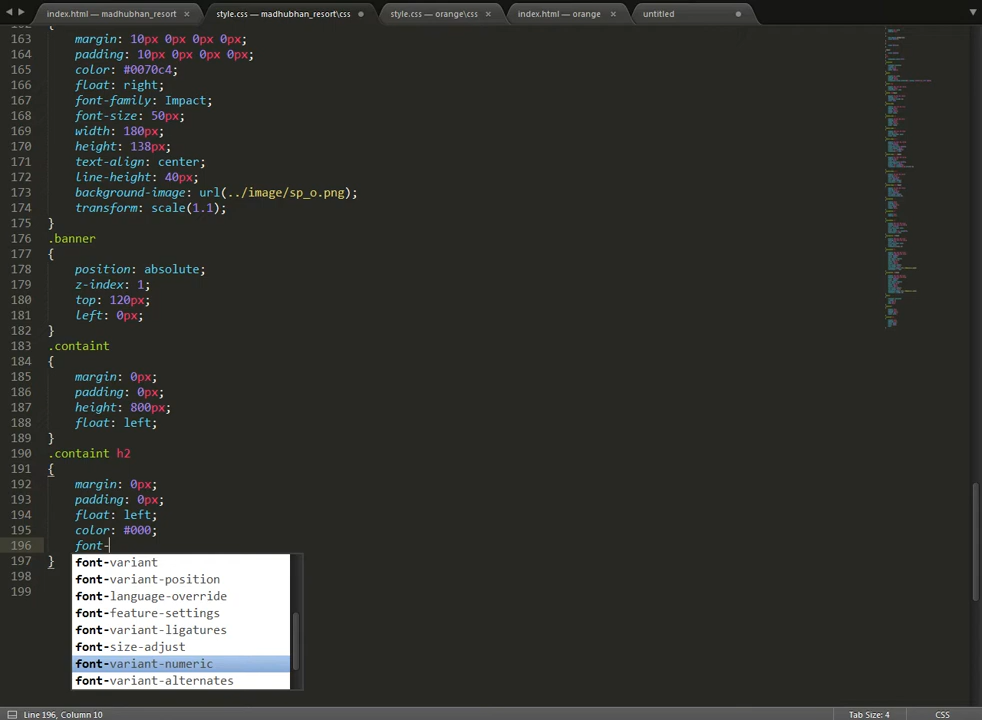 index.html — madhubhan_resort
style.css — madhubhan_resort\css
style.css — orange\css
index.html — orange
untitled
163 margin: 10px 0px 0px 0px;
164 padding: 10px 0px 0px 0px;
165 color: #0070c4;
166 float: right;
167 font-family: Impact;
168 font-size: 50px;
169 width: 180px;
170 height: 138px;
171 text-align: center;
172 line-height: 40px;
173 background-image: url(../image/sp_o.png);
174 transform: scale(1.1);
175 }
176 .banner
177 {
178 position: absolute;
179 z-index: 1;
180 top: 120px;
181 left: 0px;
182 }
183 .containt
184 {
185 margin: 0px;
186 padding: 0px;
187 height: 800px;
188 float: left;
189 }
190 .containt h2
191 {
192 margin: 0px;
193 padding: 0px;
194 float: left;
195 color: #000;
196 font-
197 }
font-variant
198
font-variant-position
199
font-language-override
font-feature-settings
font-variant-ligatures
font-size-adjust
font-variant-numeric
font-variant-alternates
Line 196, Column 10
Tab Size: 4
CSS